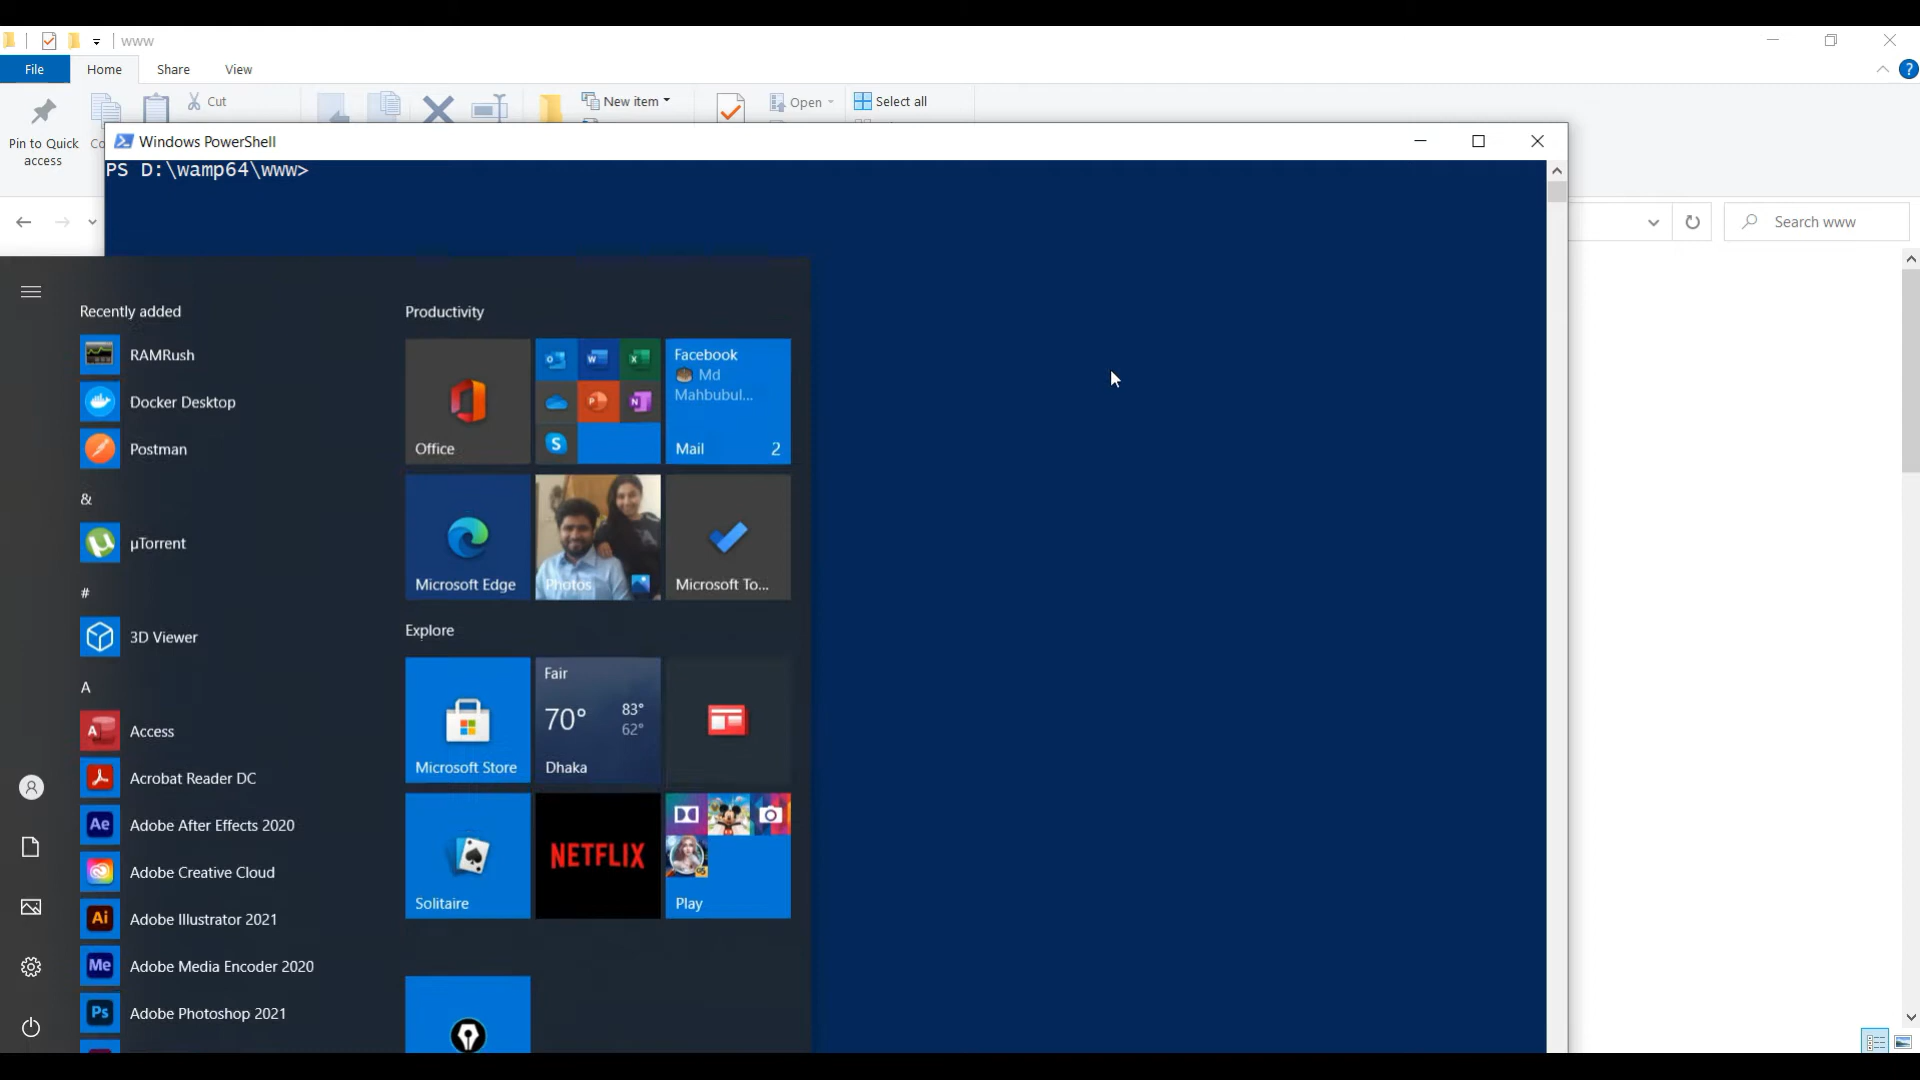 www
File
Home
Share
View
Cut
New item
Open
Select all
Pin to Quick
access
Windows PowerShell
PS D:\wamp64\www>
Search www
Recently added
RAMRush
Docker Desktop
Postman
&
µTorrent
#
3D Viewer
A
Access
Acrobat Reader DC
Adobe After Effects 2020
Adobe Creative Cloud
Adobe Illustrator 2021
Adobe Media Encoder 2020
Adobe Photoshop 2021
Productivity
Office
Facebook
Md
Mahbubul...
Mail 2
Microsoft Edge
Photos
Microsoft To...
Explore
Microsoft Store
Fair
70° 83°
62°
Dhaka
Solitaire
NETFLIX
Play